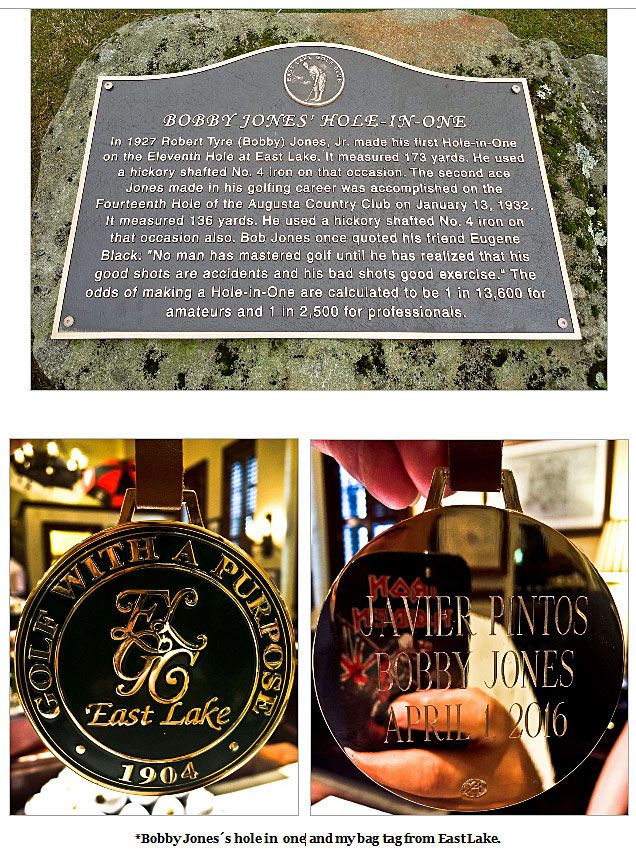 EAST LAKE GOLF CLUB
BOBBY JONES' HOLE-IN-ONE
In 1927 Robert Tyre (Bobby) Jones, Jr. made his first Hole-in-One
on the Eleventh Hole at East Lake. It measured 173 yards. He used
a hickory shafted No. 4 iron on that occasion. The second ace
Jones made in his golfing career was accomplished on the
Fourteenth Hole of the Augusta Country Club on January 13, 1932.
It measured 136 yards. He used a hickory shafted No. 4 iron on
that occasion also. Bob Jones once quoted his friend Eugene
Black. "No man has mastered golf until he has realized that his
good shots are accidents and his bad shots good exercise." The
odds of making a Hole-in-One are calculated to be 1 in 13,600 for
amateurs and 1 in 2,500 for professionals.
GOLF WITH A PURPOSE
EL
GC
East Lake
1904
JAVIER PINTOS
BOBBY JONES
APRIL 1, 2016
*Bobby Jones´s hole in one and my bag tag from East Lake.